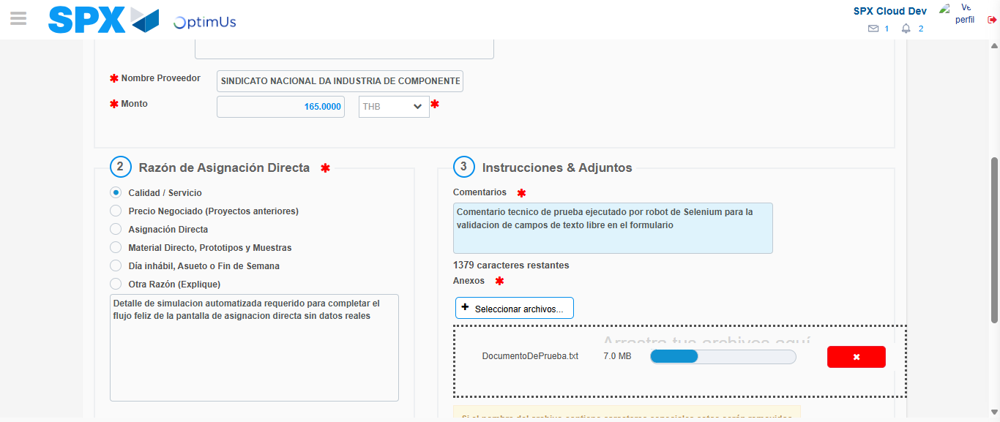 SPX
OptimUs
SPX Cloud Dev
1
2
Ve
perfil
Nombre Proveedor
SINDICATO NACIONAL DA INDUSTRIA DE COMPONENTE
Monto
165.0000
THB
2
Razón de Asignación Directa
Calidad / Servicio
Precio Negociado (Proyectos anteriores)
Asignación Directa
Material Directo, Prototipos y Muestras
Día inhábil, Asueto o Fin de Semana
Otra Razón (Explique)
Detalle de simulacion automatizada requerido para completar el
flujo feliz de la pantalla de asignacion directa sin datos reales
3
Instrucciones & Adjuntos
Comentarios
Comentario tecnico de prueba ejecutado por robot de Selenium para la
validacion de campos de texto libre en el formulario
1379 caracteres restantes
Anexos
Seleccionar archivos...
Arrastra tus archivos aquí
DocumentoDePrueba.txt
7.0 MB
Si el nombre del archivo contiene caracteres especiales estos serán removidos